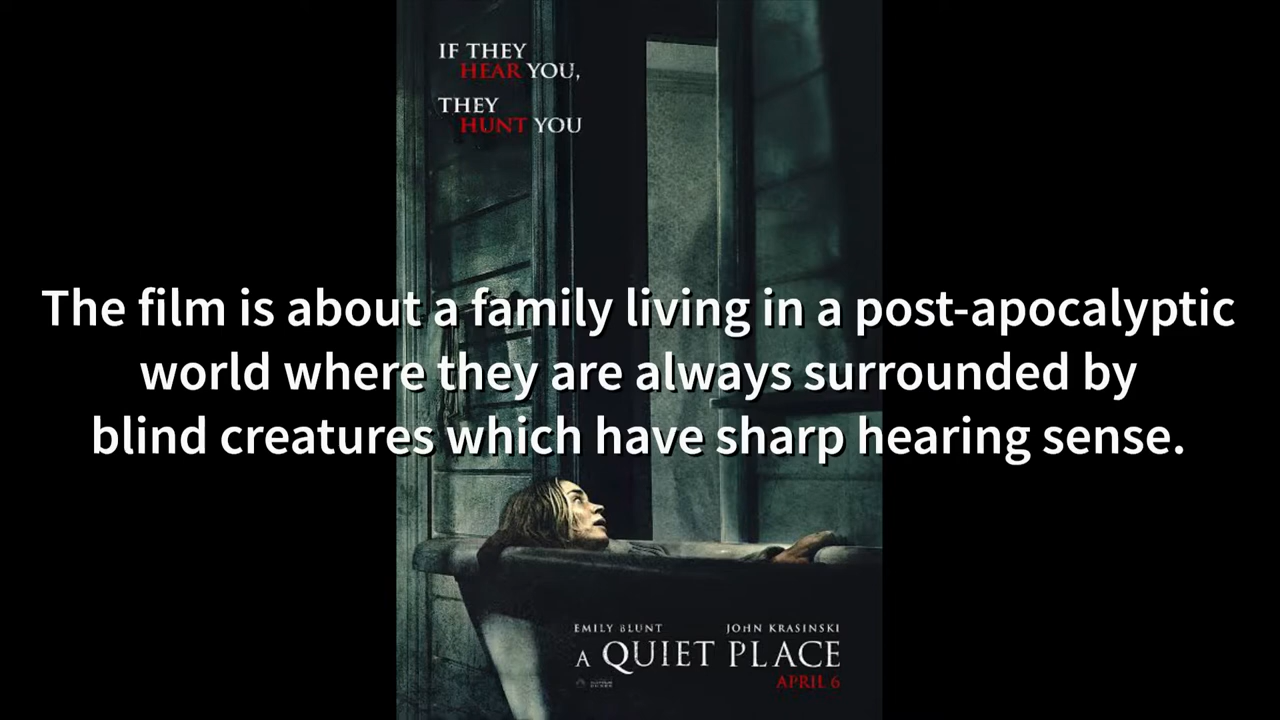 IF THEY
HEAR YOU,
THEY
HUNT YOU
The film is about a family living in a post-apocalyptic
world where they are always surrounded by
blind creatures which have sharp hearing sense.
EMILY BLUNT JOHN KRASINSKI
A QUIET PLACE
APRIL 6